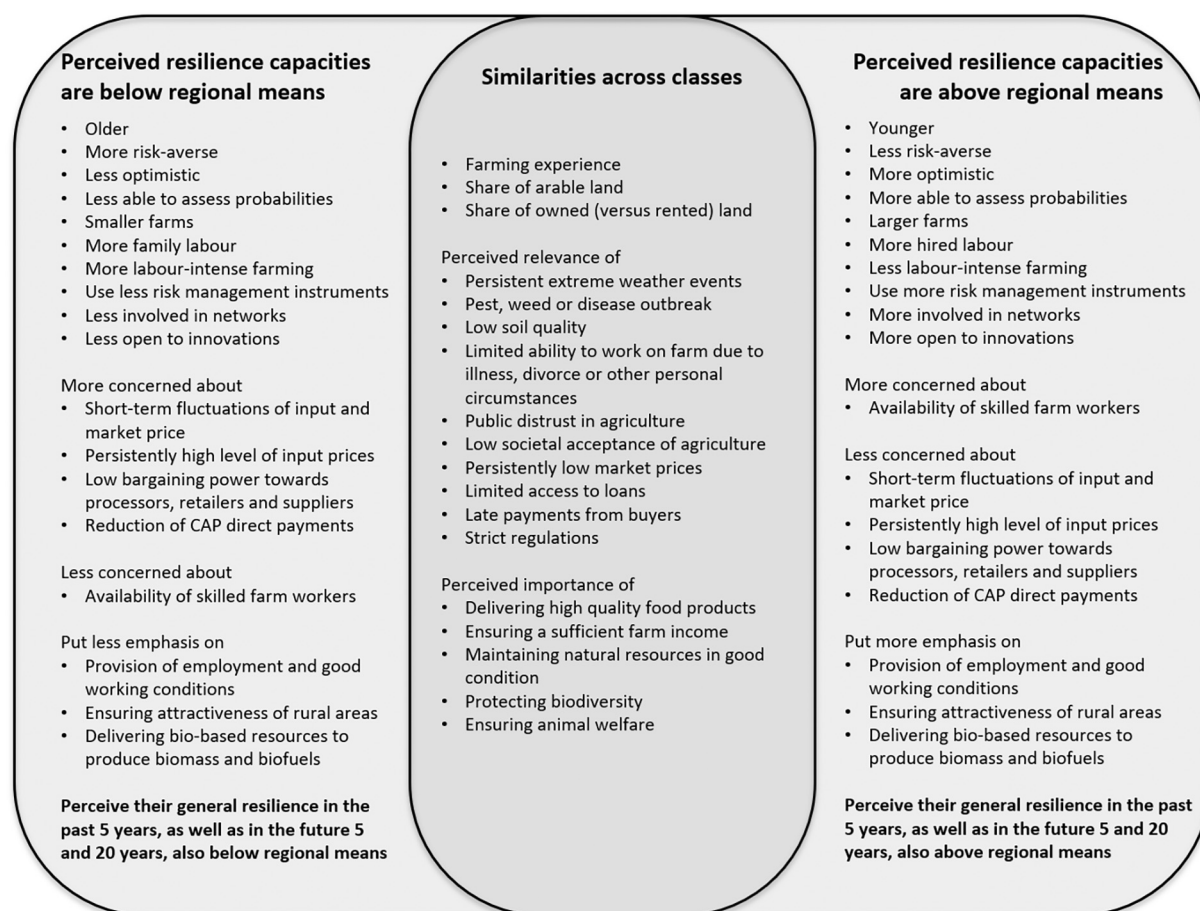 Perceived resilience capacities
are below regional means
• Older
• More risk-averse
• Less optimistic
• Less able to assess probabilities
• Smaller farms
• More family labour
• More labour-intense farming
• Use less risk management instruments
• Less involved in networks
• Less open to innovations
More concerned about
• Short-term fluctuations of input and
market price
• Persistently high level of input prices
• Low bargaining power towards
processors, retailers and suppliers
• Reduction of CAP direct payments
Less concerned about
• Availability of skilled farm workers
Put less emphasis on
• Provision of employment and good
working conditions
• Ensuring attractiveness of rural areas
• Delivering bio-based resources to
produce biomass and biofuels
Perceive their general resilience in the
past 5 years, as well as in the future 5
and 20 years, also below regional means
Similarities across classes
• Farming experience
• Share of arable land
• Share of owned (versus rented) land
Perceived relevance of
• Persistent extreme weather events
• Pest, weed or disease outbreak
• Low soil quality
• Limited ability to work on farm due to
illness, divorce or other personal
circumstances
• Public distrust in agriculture
• Low societal acceptance of agriculture
• Persistently low market prices
• Limited access to loans
• Late payments from buyers
• Strict regulations
Perceived importance of
• Delivering high quality food products
• Ensuring a sufficient farm income
• Maintaining natural resources in good
condition
• Protecting biodiversity
• Ensuring animal welfare
Perceived resilience capacities
are above regional means
• Younger
• Less risk-averse
• More optimistic
• More able to assess probabilities
• Larger farms
• More hired labour
• Less labour-intense farming
• Use more risk management instruments
• More involved in networks
• More open to innovations
More concerned about
• Availability of skilled farm workers
Less concerned about
• Short-term fluctuations of input and
market price
• Persistently high level of input prices
• Low bargaining power towards
processors, retailers and suppliers
• Reduction of CAP direct payments
Put more emphasis on
• Provision of employment and good
working conditions
• Ensuring attractiveness of rural areas
• Delivering bio-based resources to
produce biomass and biofuels
Perceive their general resilience in the past
5 years, as well as in the future 5 and 20
years, also above regional means